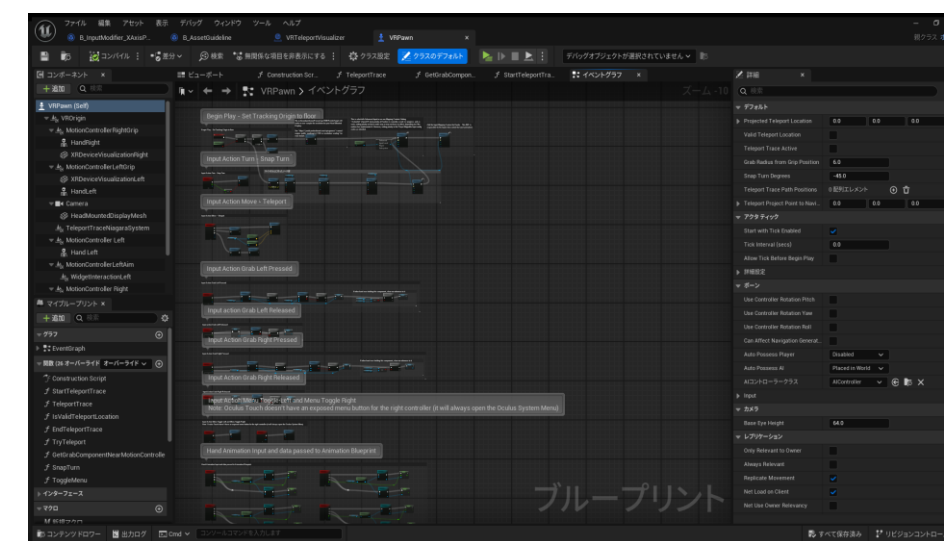 ファイル 編集 アセット 表示 デバッグ ウィンドウ ツール ヘルプ
B_InputModifier_XAxisP... B_AssetGuideline VRTeleportVisualizer VRPawn ×
コンパイル 差分 検索 無関係な項目を非表示にする クラス設定 クラスのデフォルト デバッグオブジェクトが選択されていません
コンポーネント ×
+ 追加 検索
VRPawn (Self)
VROrigin
MotionControllerRightGrip
HandRight
XRDeviceVisualizationRight
MotionControllerLeftGrip
XRDeviceVisualizationLeft
HandLeft
Camera
HeadMountedDisplayMesh
TeleportTraceNiagaraSystem
MotionController Left
Hand Left
MotionControllerLeftAim
WidgetInteractionLeft
MotionController Right
マイブループリント ×
+ 追加 検索
グラフ
EventGraph
関数 (26 オーバーライド オーバーライド
Construction Script
StartTeleportTrace
TeleportTrace
IsValidTeleportLocation
EndTeleportTrace
TryTeleport
GetGrabComponentNearMotionController
SnapTurn
ToggleMenu
インターフェース
マクロ
ビューポート Construction Scr... TeleportTrace GetGrabCompon... StartTeleportTra... イベントグラフ ×
VRPawn > イベントグラフ ズーム -10
Begin Play - Set Tracking Origin to floor
Input Action Turn - Snap Turn
Input Action Move - Teleport
Input Action Grab Left Pressed
Input action Grab Left Released
Input Action Grab Right Pressed
Input Action Grab Right Released
Input Action Menu Toggle Left and Menu Toggle Right
Note: Oculus Touch doesn't have an exposed menu button for the right controller (it will always open the Oculus System Menu)
Hand Animation Input and data passed to Animation Blueprint
ブループリント
詳細 ×
検索
デフォルト
Projected Teleport Location 0.0 0.0 0.0
Valid Teleport Location
Teleport Trace Active
Grab Radius from Grip Position 6.0
Snap Turn Degrees -45.0
Teleport Trace Path Positions 0 配列エレメント
Teleport Project Point to Navi... 0.0 0.0 0.0
アクタ ティック
Start with Tick Enabled
Tick Interval (secs) 0.0
Allow Tick Before Begin Play
詳細設定
ポーン
Use Controller Rotation Pitch
Use Controller Rotation Yaw
Use Controller Rotation Roll
Can Affect Navigation Generat...
Auto Possess Player Disabled
Auto Possess AI Placed in World
AIコントローラークラス AIController
Input
カメラ
Base Eye Height 64.0
レプリケーション
Only Relevant to Owner
Always Relevant
Replicate Movement
Net Load on Client
Net Use Owner Relevancy
コンテンツ ドロワー 出力ログ Cmd コンソールコマンドを入力します すべて保存済み リビジョンコントロー